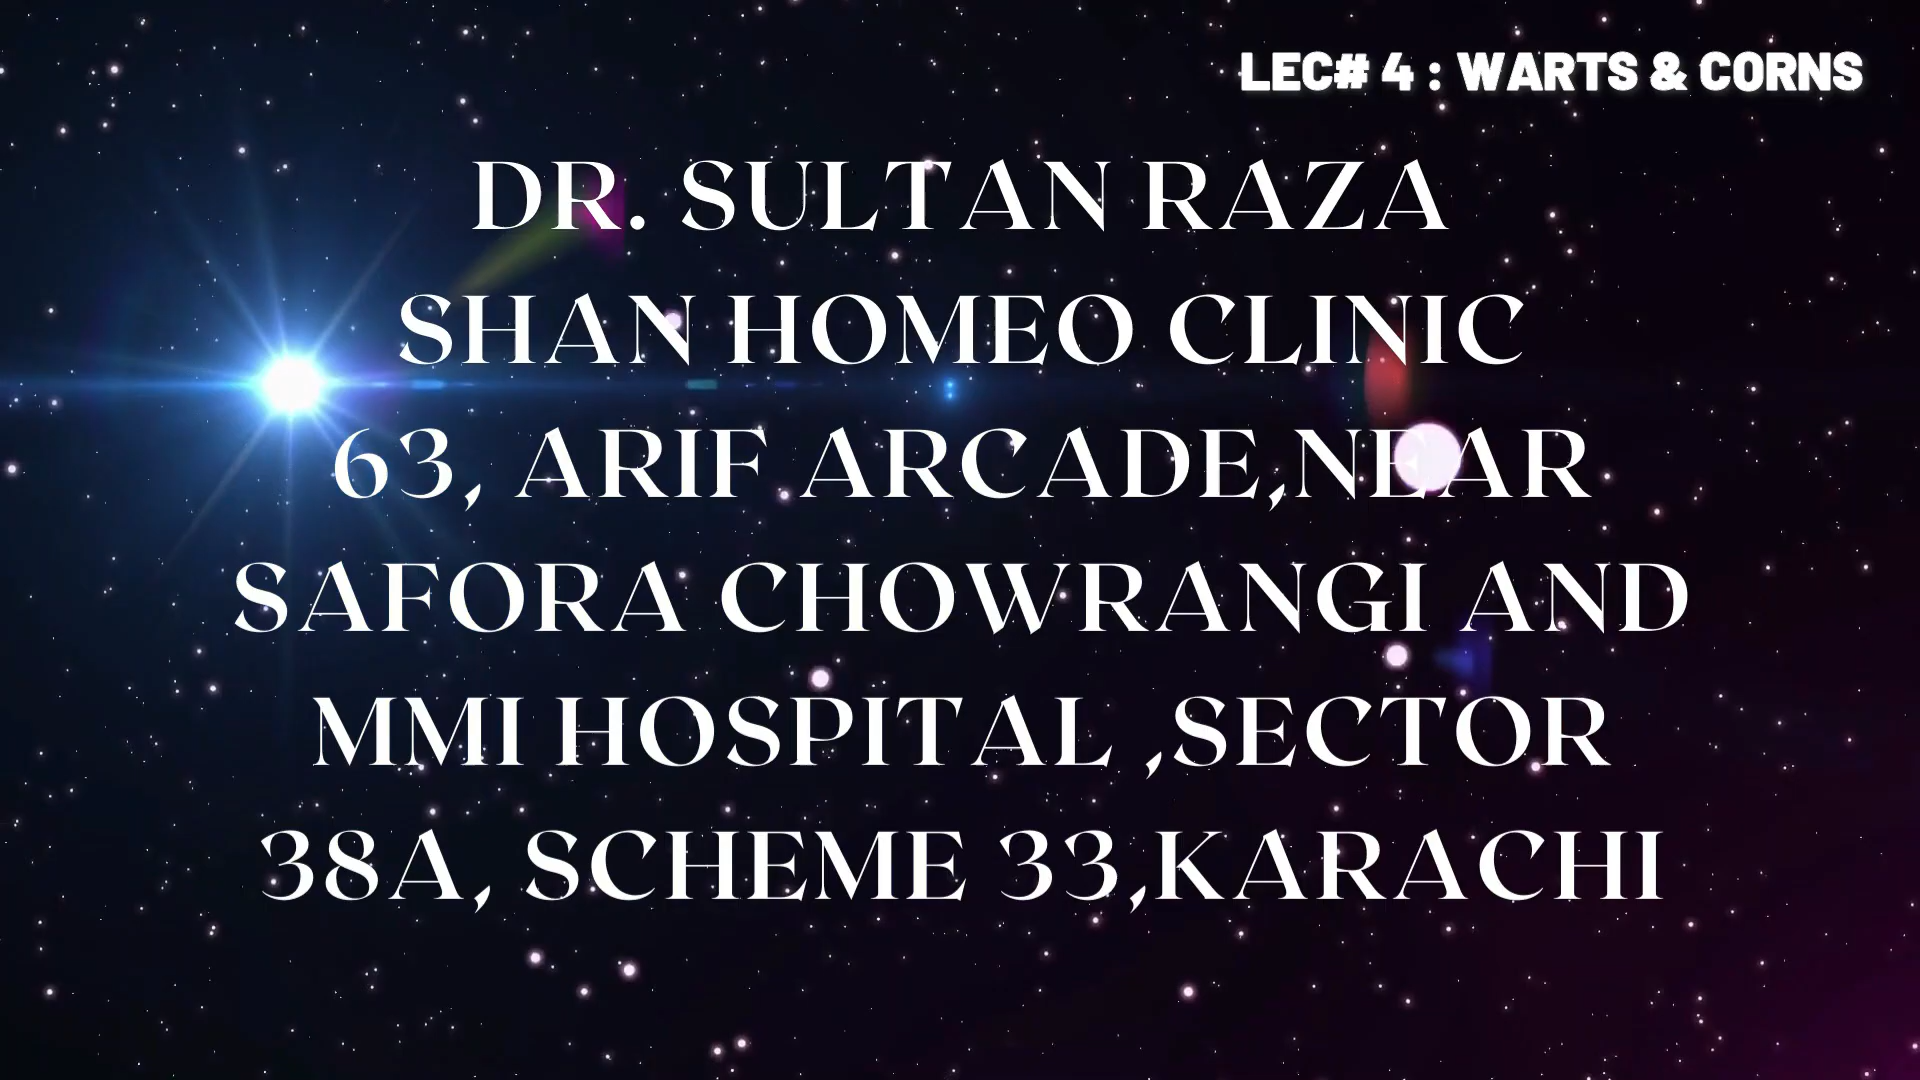 LEC# 4 : WARTS & CORNS
DR. SULTAN RAZA
SHAN HOMEO CLINIC
63, ARIF ARCADE,NEAR
SAFORA CHOWRANGI AND
MMI HOSPITAL ,SECTOR
38A, SCHEME 33,KARACHI